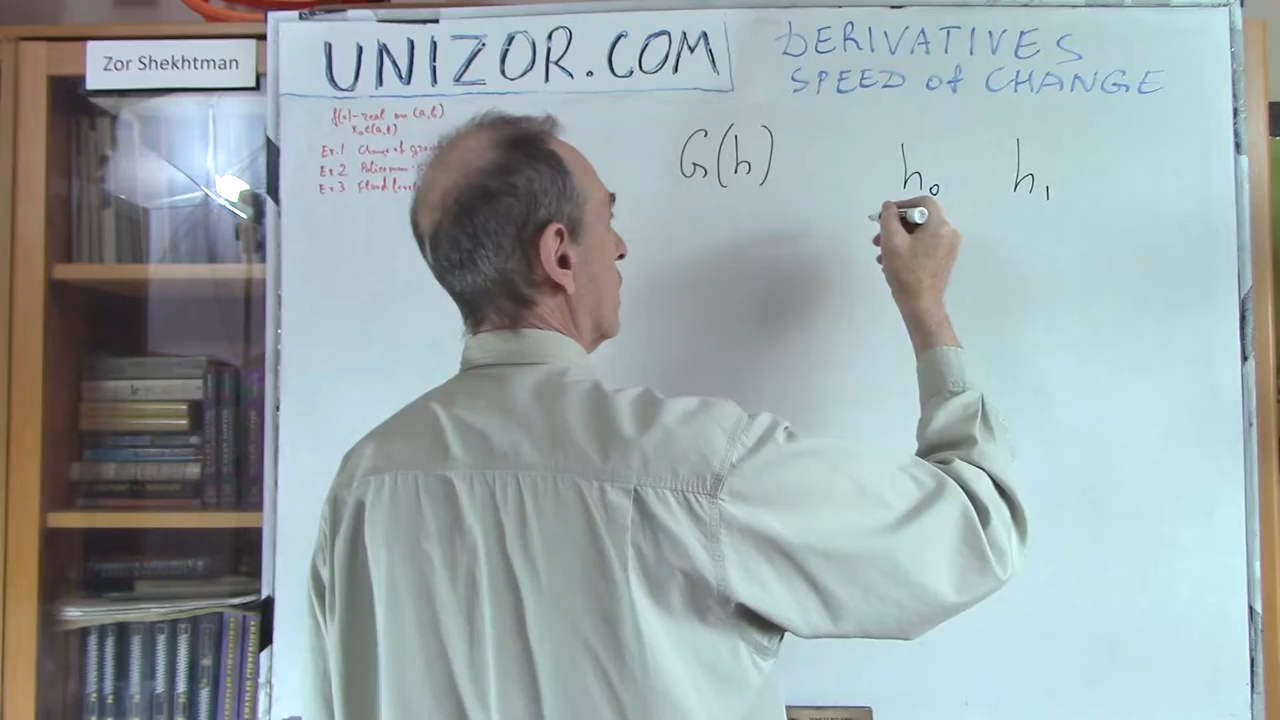 Zor Shekhtman
UNIZOR.COM
DERIVATIVES
SPEED of CHANGE
f(x)-real on (a,b)
x₀∈(a,b)
Ex.1 Change of
Ex 2 Policeman
Ex 3
G(h) h₀ h₁